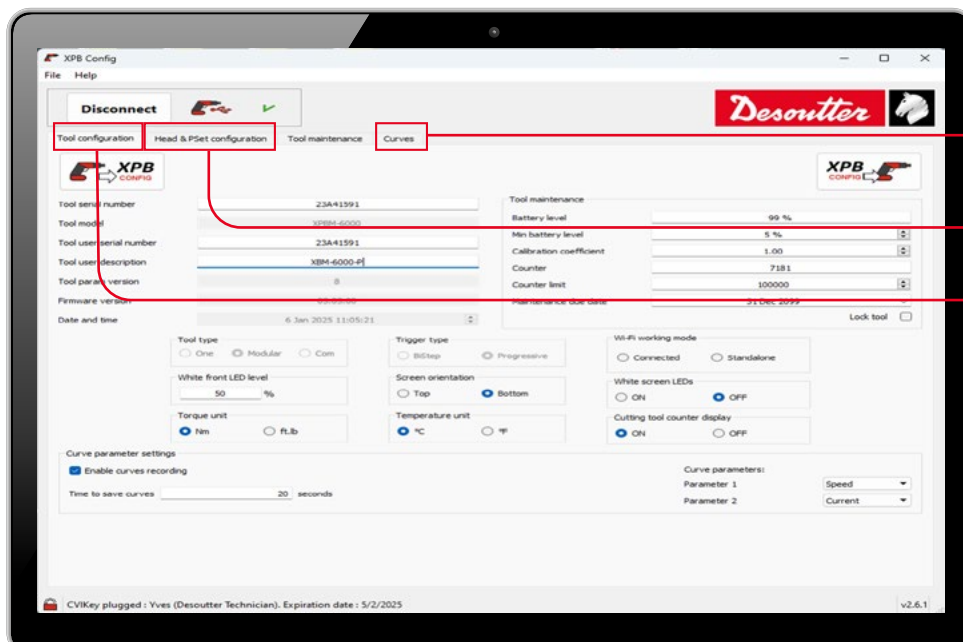 XPB Config
File Help
Disconnect
Desoutter
Tool configuration Head & PSet configuration Tool maintenance Curves
XPB CONFIG
XPB CONFIG
Tool serial number 23A41591
Tool model XPBM-6000
Tool user serial number 23A41591
Tool user description XBM-6000-P
Tool param version 8
Firmware version
Date and time 6 Jan 2025 11:05:21
Tool maintenance
Battery level 99 %
Min battery level 5 %
Calibration coefficient 1.00
Counter 7181
Counter limit 100000
Maintenance due date 31 Dec 2099
Lock tool
Tool type
One Modular Com
Trigger type
BiStep Progressive
Wi-Fi working mode
Connected Standalone
White front LED level
50 %
Screen orientation
Top Bottom
White screen LEDs
ON OFF
Torque unit
Nm ft.lb
Temperature unit
°C °F
Cutting tool counter display
ON OFF
Curve parameter settings
Enable curves recording
Time to save curves 20 seconds
Curve parameters:
Parameter 1 Speed
Parameter 2 Current
CVIKey plugged : Yves (Desoutter Technician). Expiration date : 5/2/2025
v2.6.1